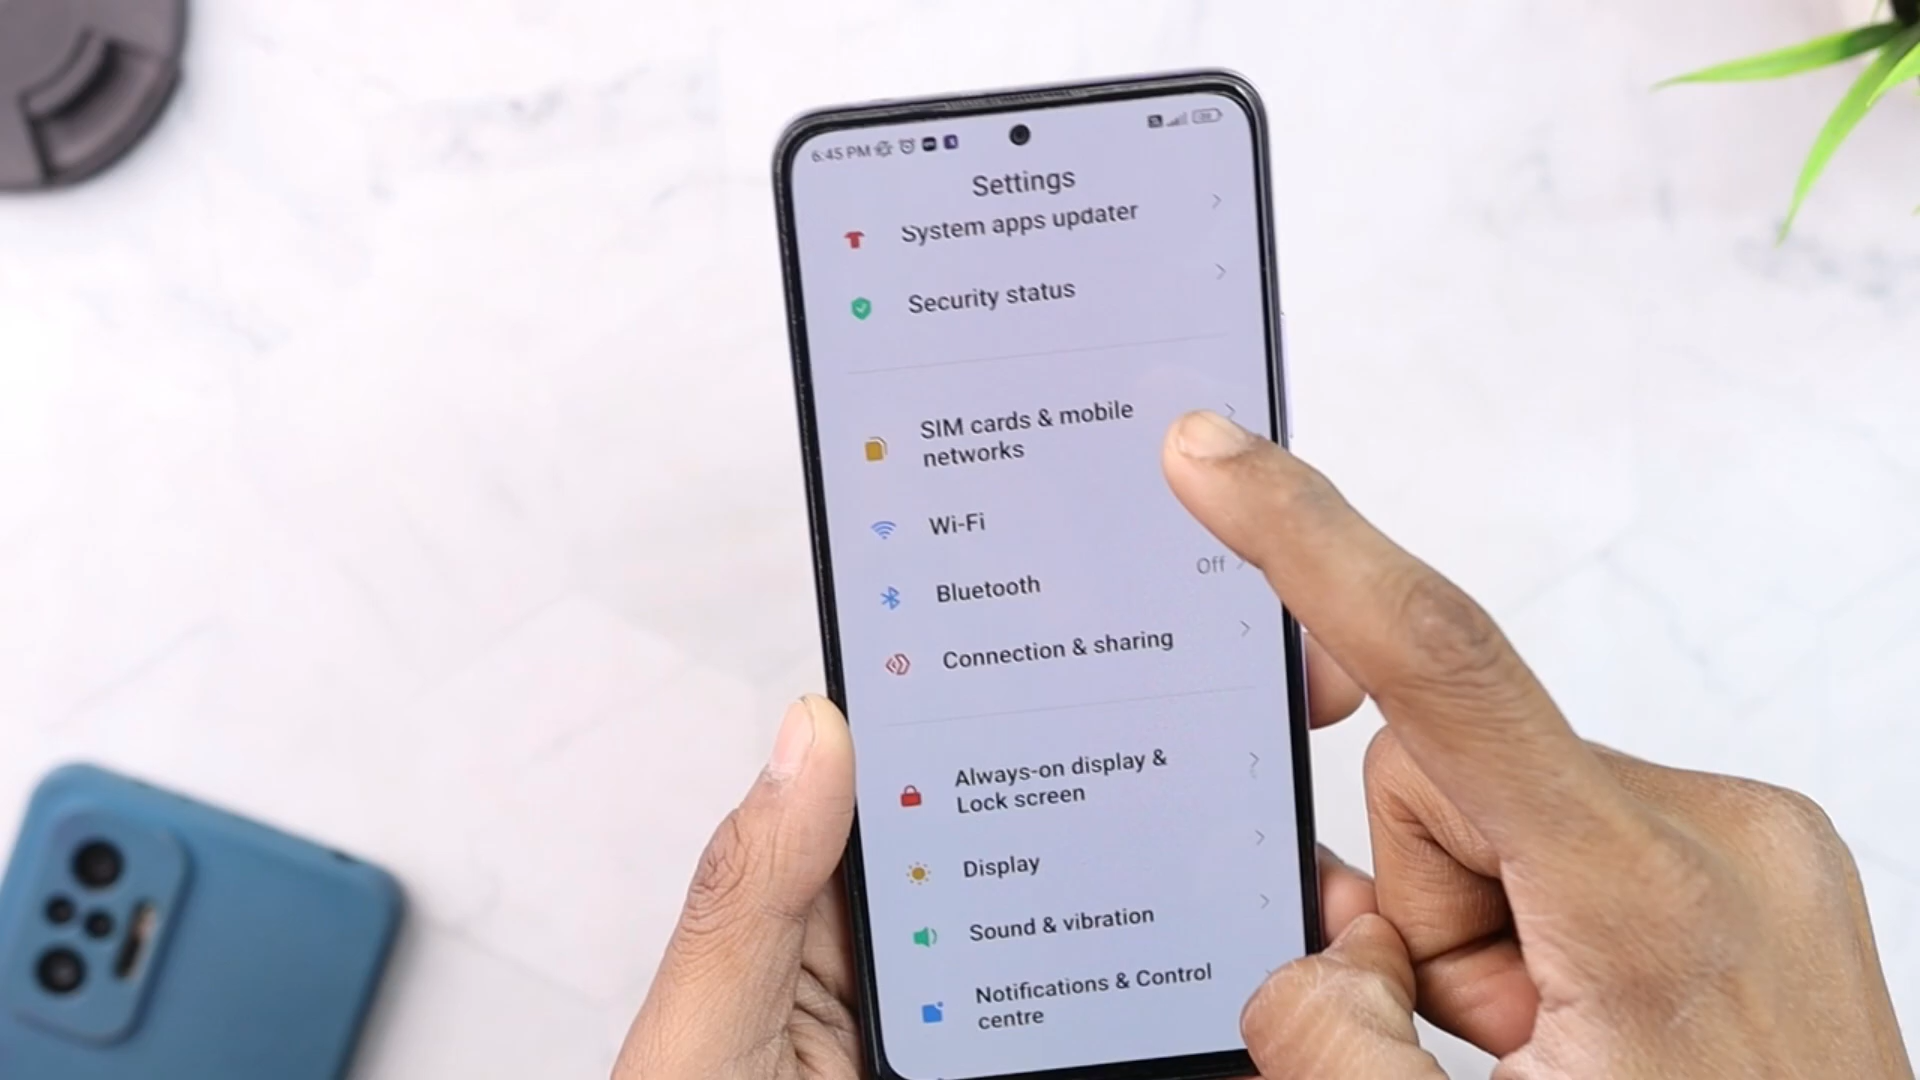 6:45 PM
Settings
System apps updater
Security status
SIM cards & mobile
networks
Wi-Fi
Bluetooth
Off
Connection & sharing
Always-on display &
Lock screen
Display
Sound & vibration
Notifications & Control
centre